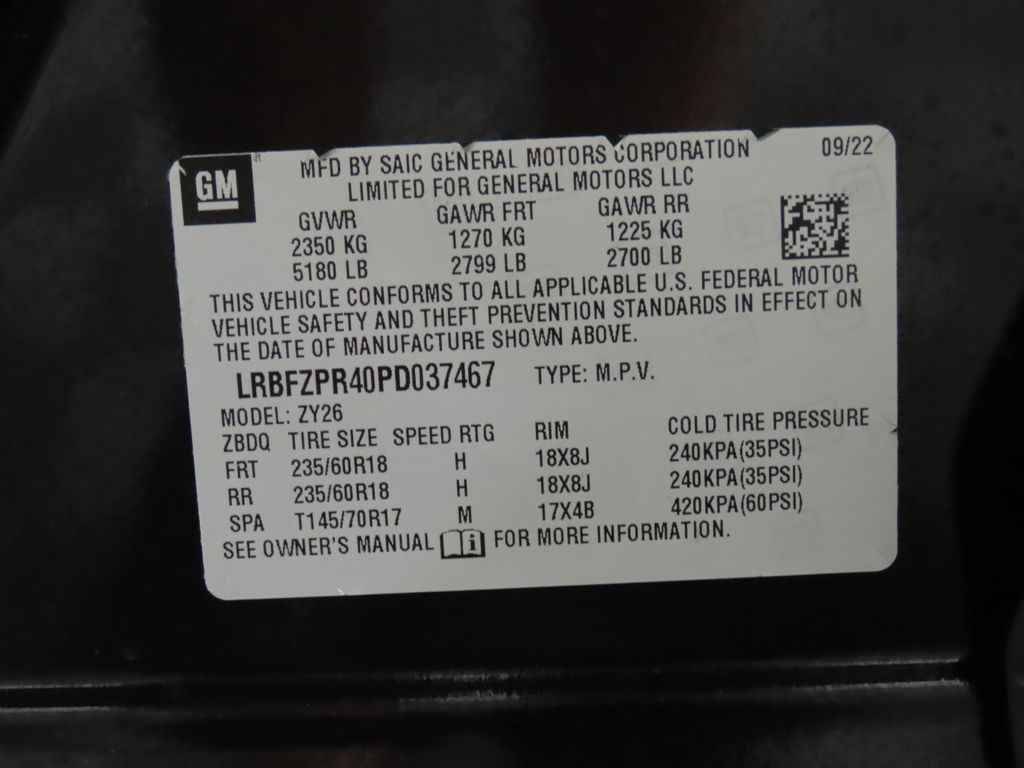 GM
MFD BY SAIC GENERAL MOTORS CORPORATION 09/22
LIMITED FOR GENERAL MOTORS LLC
GVWR GAWR FRT GAWR RR
2350 KG 1270 KG 1225 KG
5180 LB 2799 LB 2700 LB
THIS VEHICLE CONFORMS TO ALL APPLICABLE U.S. FEDERAL MOTOR
VEHICLE SAFETY AND THEFT PREVENTION STANDARDS IN EFFECT ON
THE DATE OF MANUFACTURE SHOWN ABOVE.
LRBFZPR40PD037467 TYPE: M.P.V.
MODEL: ZY26
ZBDQ TIRE SIZE SPEED RTG RIM COLD TIRE PRESSURE
FRT 235/60R18 H 18X8J 240KPA(35PSI)
RR 235/60R18 H 18X8J 240KPA(35PSI)
SPA T145/70R17 M 17X4B 420KPA(60PSI)
SEE OWNER'S MANUAL i FOR MORE INFORMATION.